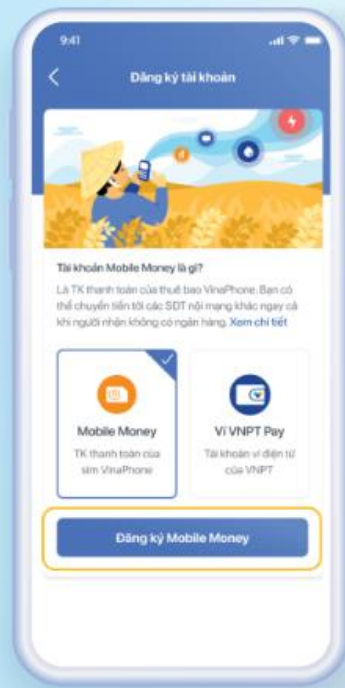 9:41
Đăng ký tài khoản
Tài khoản Mobile Money là gì?
Là TK thanh toán của thuê bao VinaPhone. Bạn có
thể chuyển tiền tới các SDT nội mạng khác ngay cả
khi người nhận không có ngân hàng. Xem chi tiết
Mobile Money
TK thanh toán của
sim VinaPhone
Ví VNPT Pay
Tài khoản ví điện tử
của VNPT
Đăng ký Mobile Money